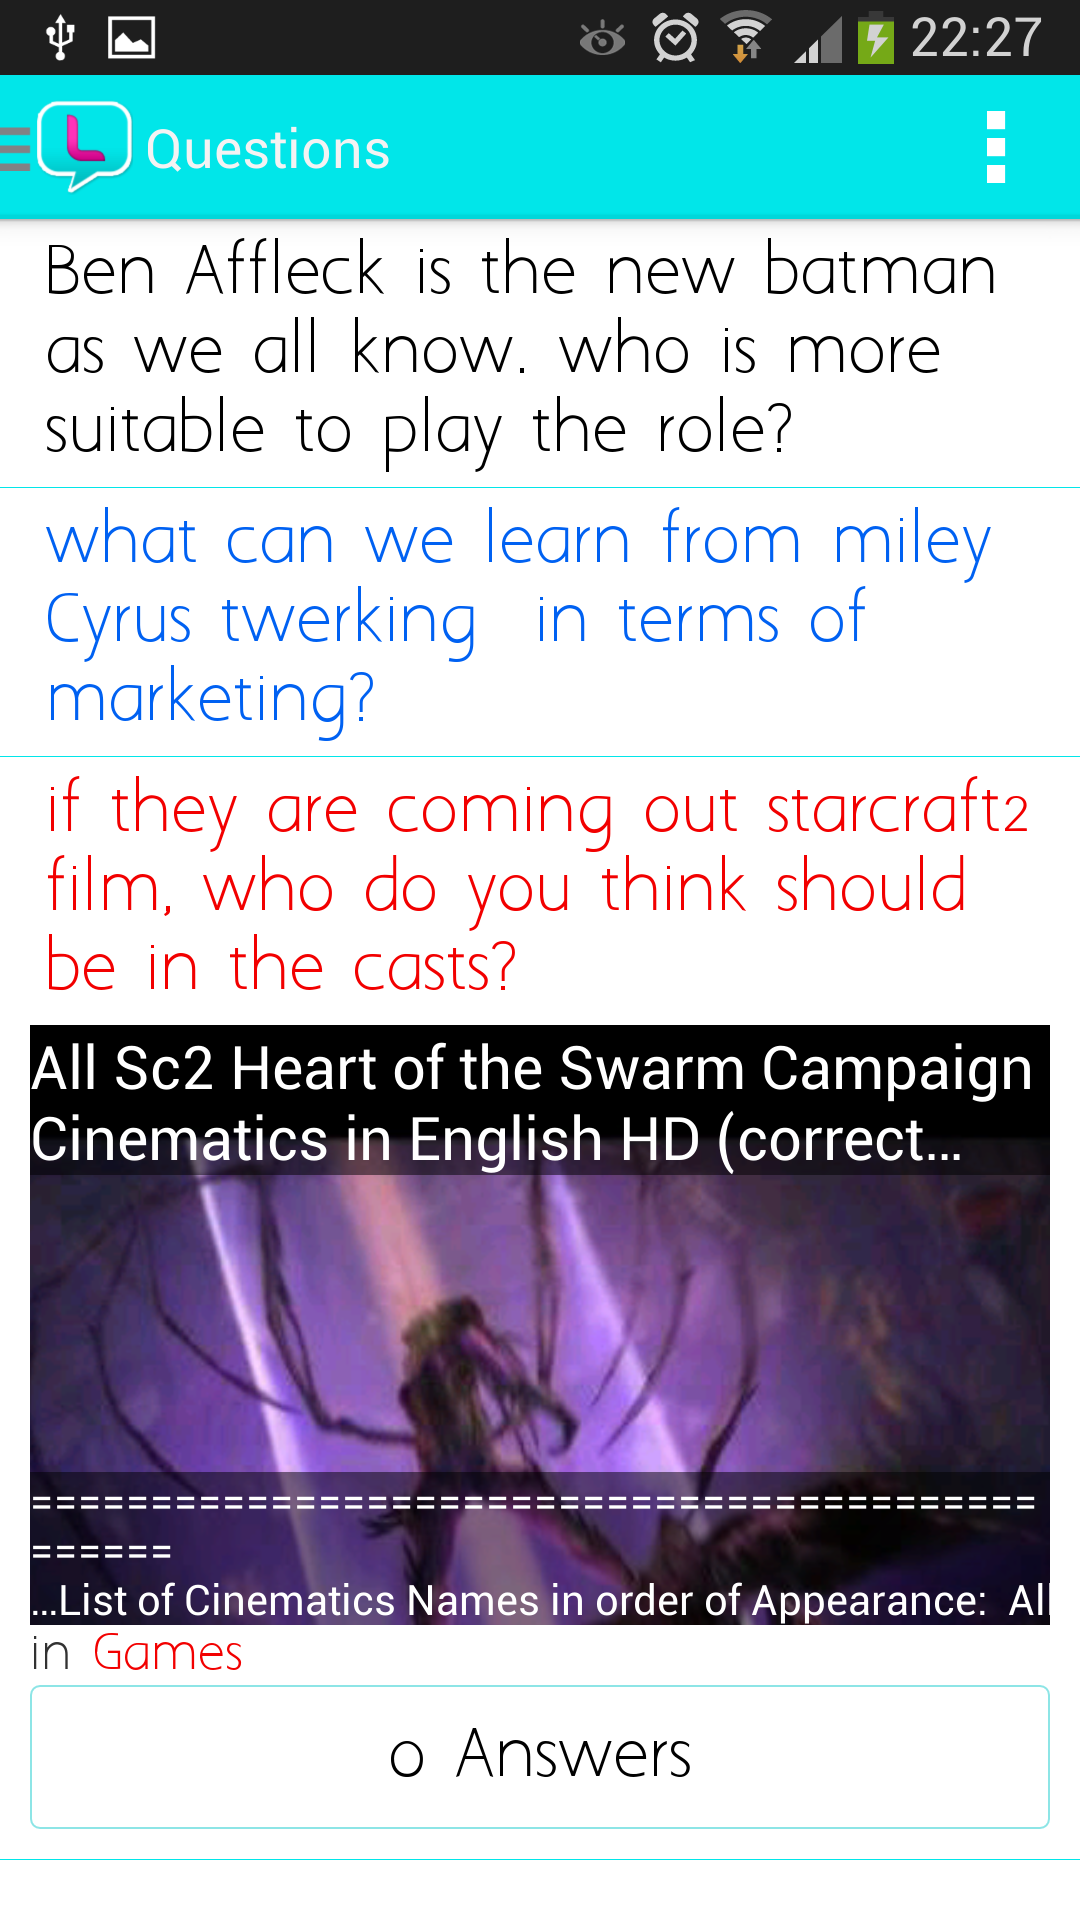 22:27
L Questions
Ben Affleck is the new batman
as we all know. who is more
suitable to play the role?
what can we learn from miley
Cyrus twerking  in terms of
marketing?
if they are coming out starcraft2
film, who do you think should
be in the casts?
All Sc2 Heart of the Swarm Campaign
Cinematics in English HD (correct...
==========================================
======
...List of Cinematics Names in order of Appearance:  All
in Games
0 Answers